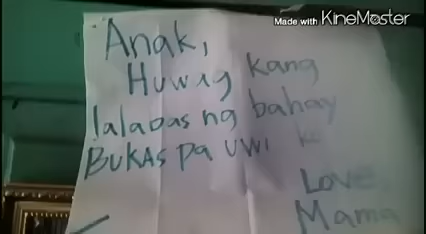 Made with KineMaster
Anak,
Huwag kang
lalabas ng bahay
BUKAS pa UWI
Love,
Mama